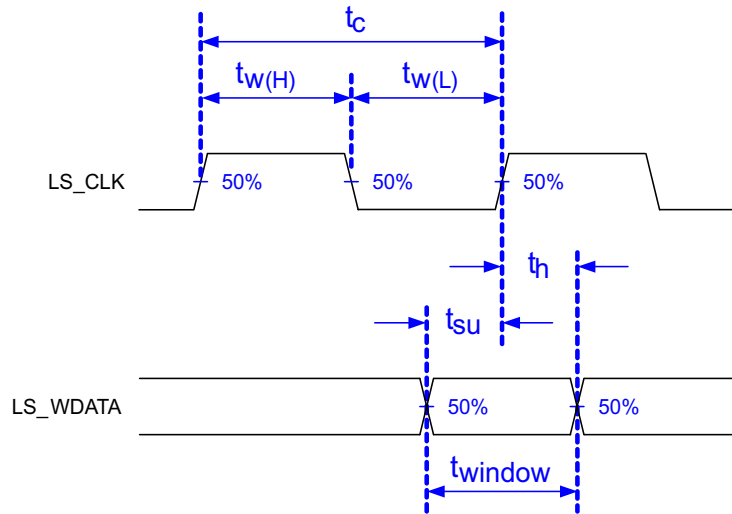 tc
tw(H) tw(L)
LS_CLK 50% 50% 50%
th
tsu
LS_WDATA 50% 50%
twindow